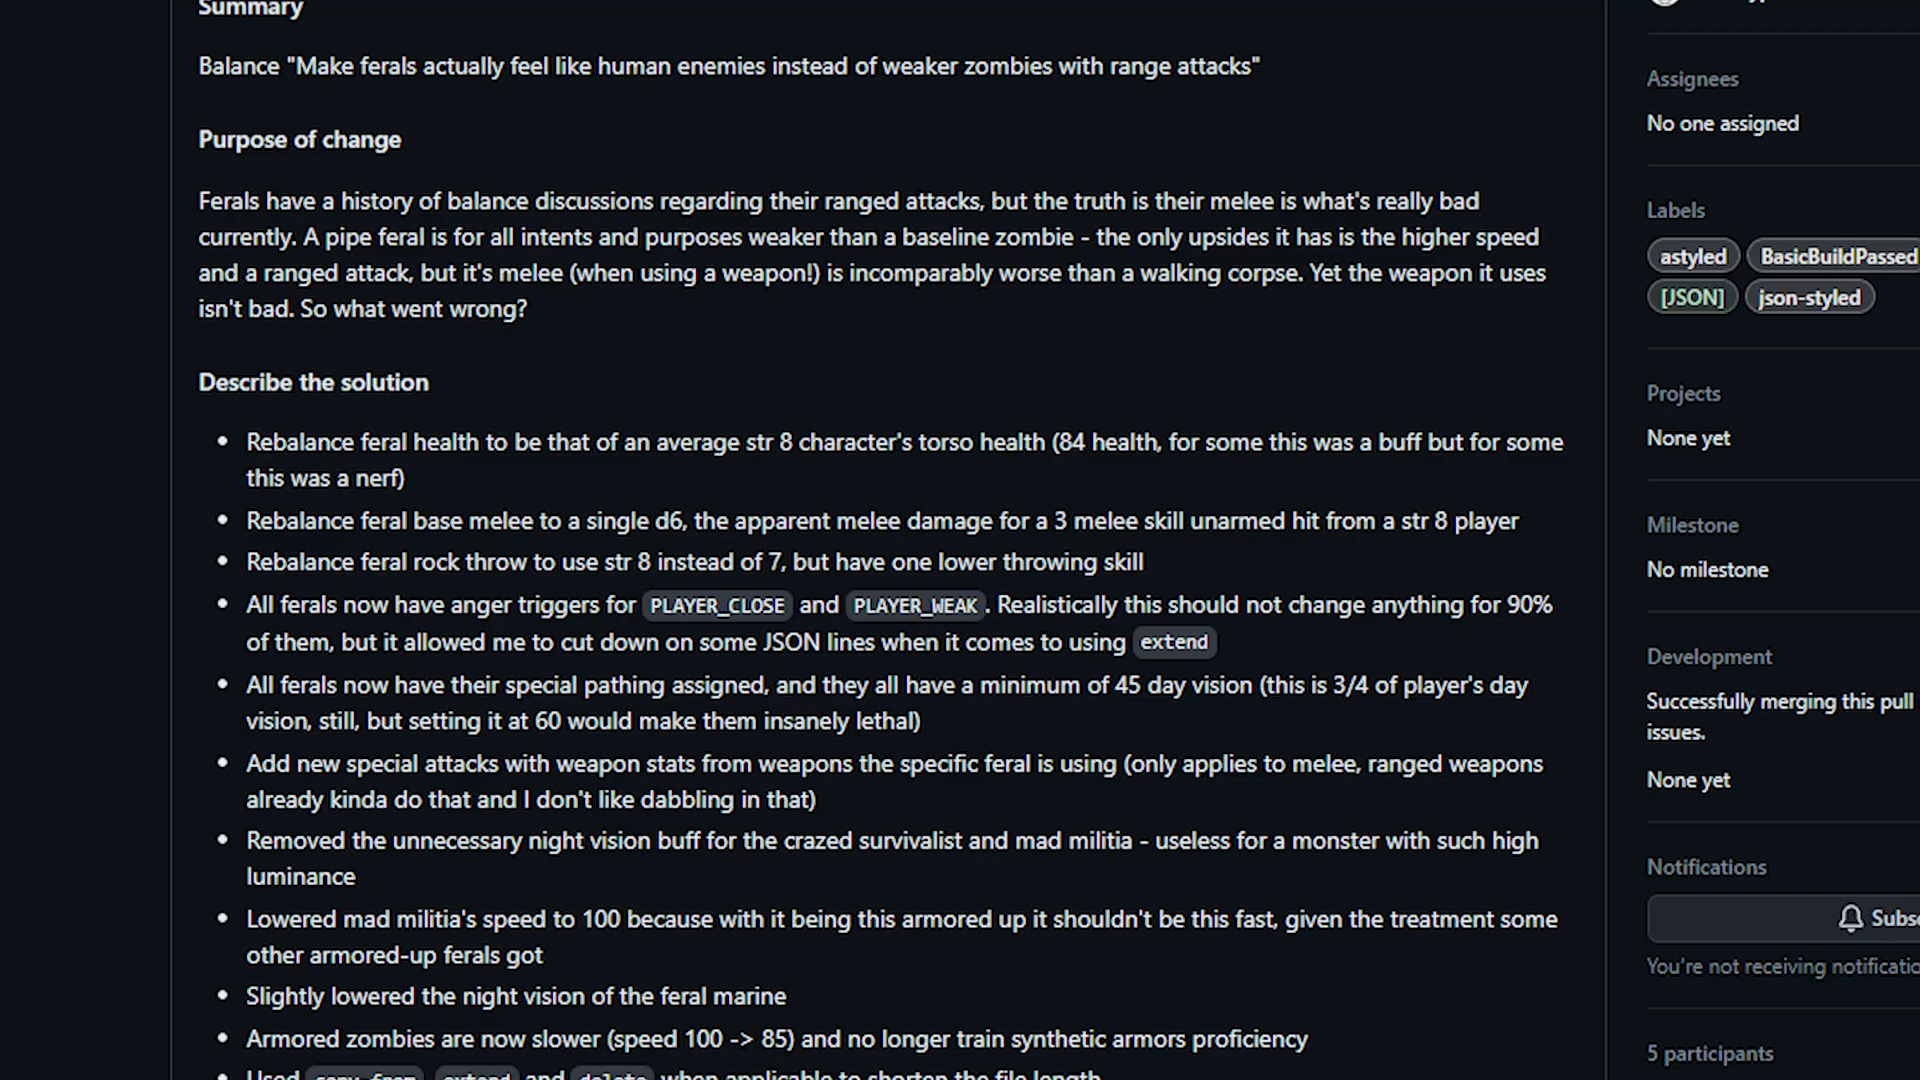 Summary
Balance "Make ferals actually feel like human enemies instead of weaker zombies with range attacks"
Purpose of change
Ferals have a history of balance discussions regarding their ranged attacks, but the truth is their melee is what's really bad
currently. A pipe feral is for all intents and purposes weaker than a baseline zombie - the only upsides it has is the higher speed
and a ranged attack, but it's melee (when using a weapon!) is incomparably worse than a walking corpse. Yet the weapon it uses
isn't bad. So what went wrong?
Describe the solution
• Rebalance feral health to be that of an average str 8 character's torso health (84 health, for some this was a buff but for some
this was a nerf)
• Rebalance feral base melee to a single d6, the apparent melee damage for a 3 melee skill unarmed hit from a str 8 player
• Rebalance feral rock throw to use str 8 instead of 7, but have one lower throwing skill
• All ferals now have anger triggers for PLAYER_CLOSE and PLAYER_WEAK. Realistically this should not change anything for 90%
of them, but it allowed me to cut down on some JSON lines when it comes to using extend
• All ferals now have their special pathing assigned, and they all have a minimum of 45 day vision (this is 3/4 of player's day
vision, still, but setting it at 60 would make them insanely lethal)
• Add new special attacks with weapon stats from weapons the specific feral is using (only applies to melee, ranged weapons
already kinda do that and I don't like dabbling in that)
• Removed the unnecessary night vision buff for the crazed survivalist and mad militia - useless for a monster with such high
luminance
• Lowered mad militia's speed to 100 because with it being this armored up it shouldn't be this fast, given the treatment some
other armored-up ferals got
• Slightly lowered the night vision of the feral marine
• Armored zombies are now slower (speed 100 -> 85) and no longer train synthetic armors proficiency
• Used copy-from, extend and delete when applicable to shorten the file length
Assignees
No one assigned
Labels
astyled BasicBuildPassed
[JSON] json-styled
Projects
None yet
Milestone
No milestone
Development
Successfully merging this pull
issues.
None yet
Notifications
Subsc
You're not receiving notificatio
5 participants